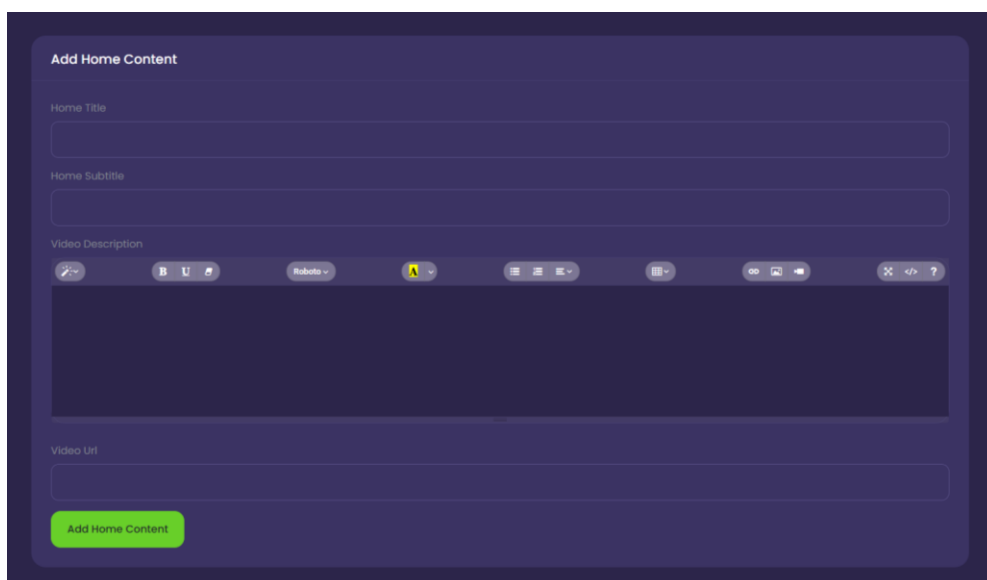 Add Home Content
Home Title
Home Subtitle
Video Description
B U Roboto A </> ?
Video Url
Add Home Content